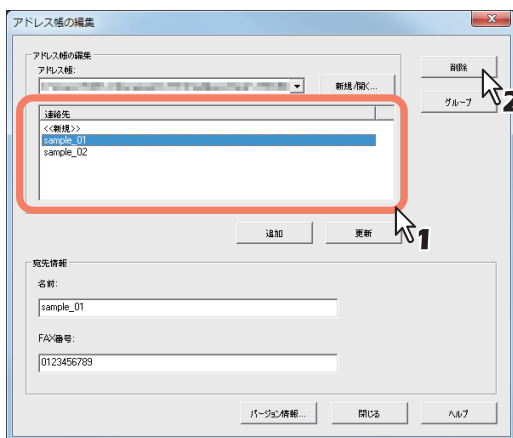 アドレス帳の編集
アドレス帳の編集
アドレス帳:
新規/開く...
削除
グループ
2
連絡先
<<新規>>
sample_01
sample_02
追加
更新
1
宛先情報
名前:
sample_01
FAX番号:
0123456789
バージョン情報...
閉じる
ヘルプ